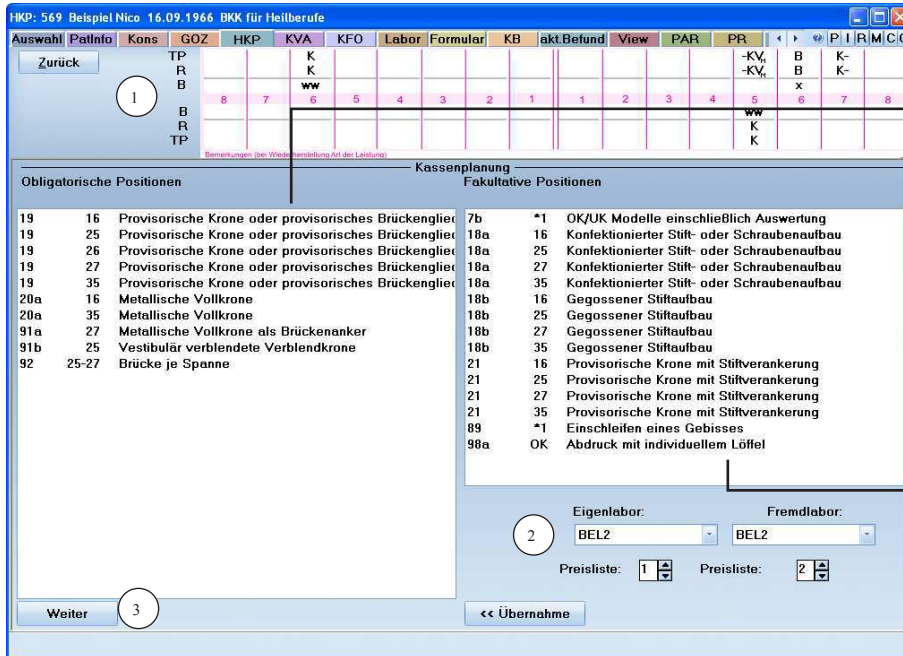 HKP: 569 Beispiel Nico 16.09.1966 BKK für Heilberufe
Auswahl PatInfo Kons GOZ HKP KVA KFO Labor Formular KB akt.Befund View PAR PR P I R M C
Zurück
TP K -KV B K-
R K -KV B K-
B ww x
1
8 7 6 5 4 3 2 1 1 2 3 4 5 6 7 8
B ww
R K
TP K
Bemerkungen (bei Wiederherstellung Art der Leistung)
Kassenplanung
Obligatorische Positionen
19 16 Provisorische Krone oder provisorisches Brückenglie
19 25 Provisorische Krone oder provisorisches Brückenglie
19 26 Provisorische Krone oder provisorisches Brückenglie
19 27 Provisorische Krone oder provisorisches Brückenglie
19 35 Provisorische Krone oder provisorisches Brückenglie
20a 16 Metallische Vollkrone
20a 35 Metallische Vollkrone
91a 27 Metallische Vollkrone als Brückenanker
91b 25 Vestibulär verblendete Verblendkrone
92 25-27 Brücke je Spanne
Fakultative Positionen
7b *1 OK/UK Modelle einschließlich Auswertung
18a 16 Konfektionierter Stift- oder Schraubenaufbau
18a 25 Konfektionierter Stift- oder Schraubenaufbau
18a 27 Konfektionierter Stift- oder Schraubenaufbau
18a 35 Konfektionierter Stift- oder Schraubenaufbau
18b 16 Gegossener Stiftaufbau
18b 25 Gegossener Stiftaufbau
18b 27 Gegossener Stiftaufbau
18b 35 Gegossener Stiftaufbau
21 16 Provisorische Krone mit Stiftverankerung
21 25 Provisorische Krone mit Stiftverankerung
21 27 Provisorische Krone mit Stiftverankerung
21 35 Provisorische Krone mit Stiftverankerung
89 *1 Einschleifen eines Gebisses
98a OK Abdruck mit individuellem Löffel
Eigenlabor: Fremdlabor:
2
BEL2 BEL2
Preisliste: 1 Preisliste: 2
Weiter
3
<< Übernahme